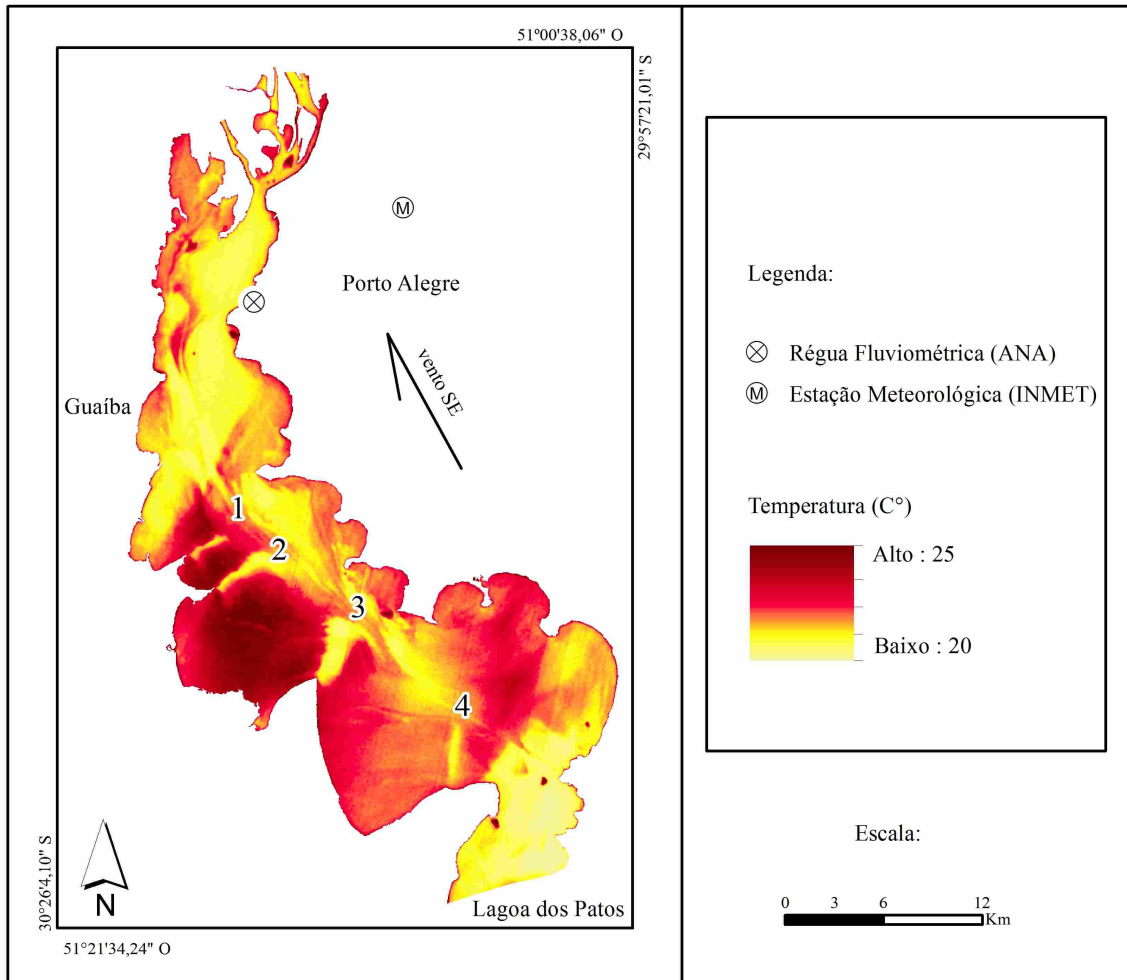 51º00'38,06" O
29°57'21,01" S
M
Porto Alegre
vento SE
Guaíba
1
2
3
4
30°26'4,10" S
N
Lagoa dos Patos
51°21'34,24" O
Legenda:
Régua Fluviométrica (ANA)
M Estação Meteorológica (INMET)
Temperatura (C°)
Alto : 25
Baixo : 20
Escala:
0 3 6 12
Km